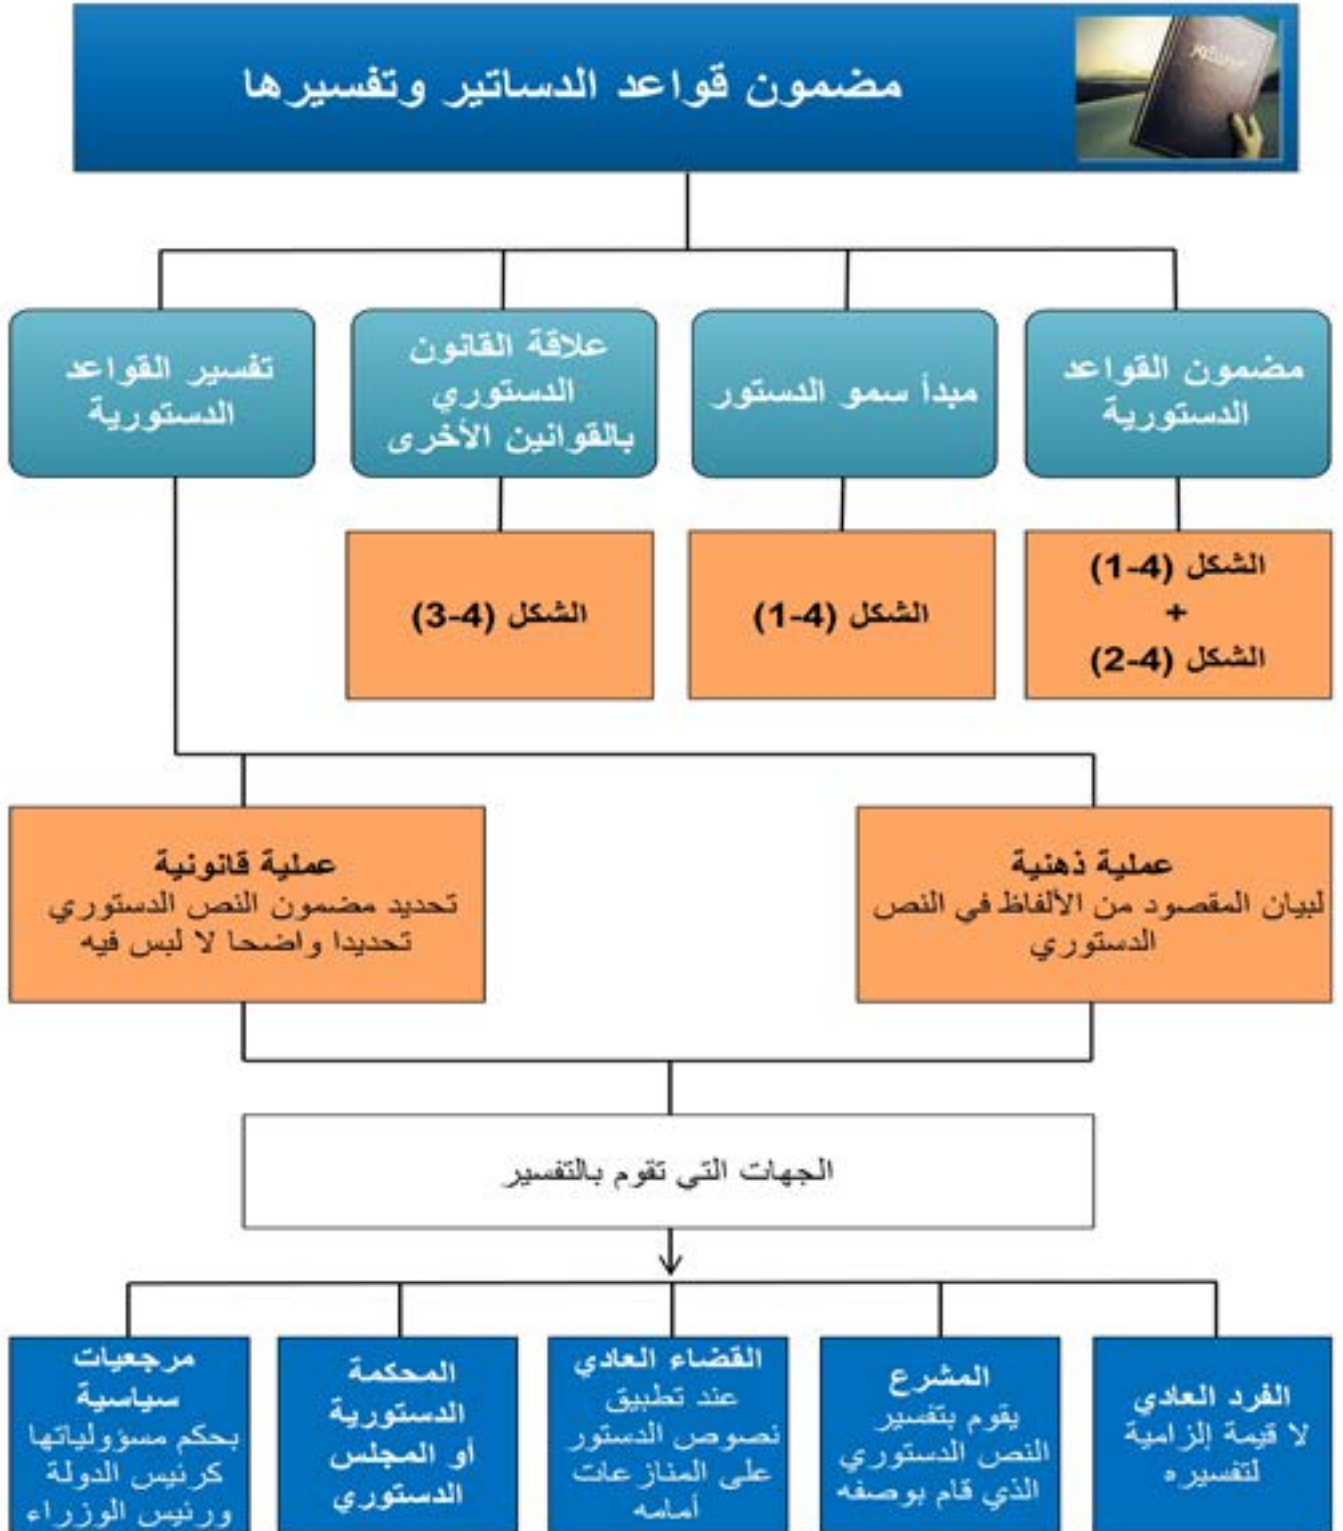 مضمون قواعد الدساتير وتفسيرها
مضمون القواعد
الدستورية
مبدأ سمو الدستور
علاقة القانون
الدستوري
بالقوانين الأخرى
تفسير القواعد
الدستورية
الشكل (4-1)
+
الشكل (4-2)
الشكل (4-1)
الشكل (4-3)
عملية ذهنية
لبيان المقصود من الألفاظ في النص
الدستوري
عملية قانونية
تحديد مضمون النص الدستوري
تحديدا واضحا لا لبس فيه
الجهات التي تقوم بالتفسير
الفرد العادي
لا قيمة إلزامية
لتفسيره
المشرع
يقوم بتفسير
النص الدستوري
الذي قام بوصفه
القضاء العادي
عند تطبيق
نصوص الدستور
على المنازعات
أمامه
المحكمة
الدستورية
أو المجلس
الدستوري
مرجعيات
سياسية
بحكم مسؤولياتها
كرئيس الدولة
ورئيس الوزراء